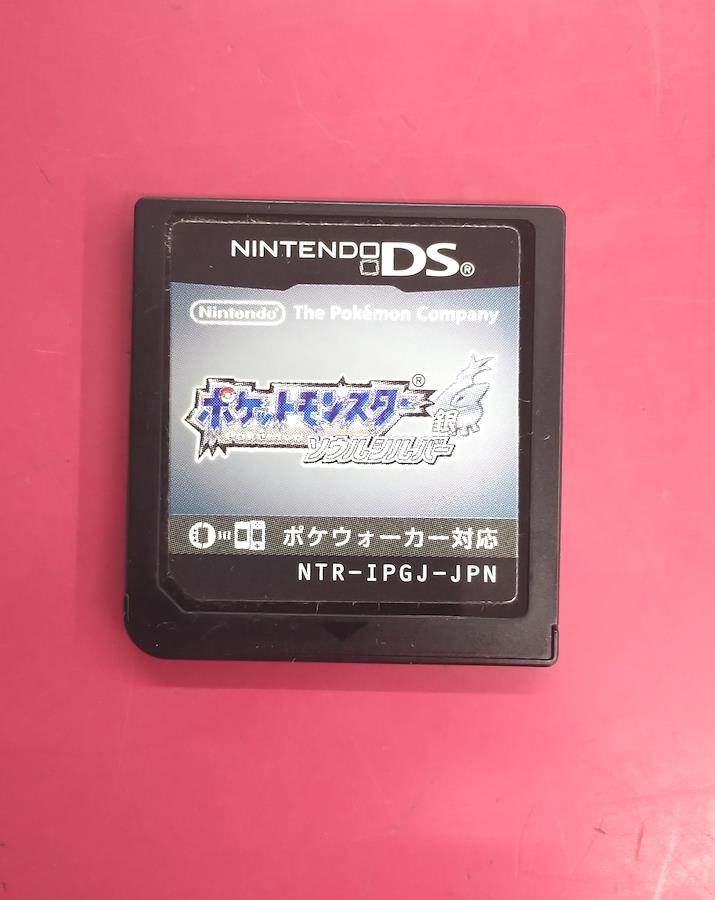 NINTENDO DS®
Nintendo® The Pokémon Company
ポケットモンスター®
POKÉMON
銀
ソウルシルバー
ポケウォーカー対応
NTR-IPGJ-JPN